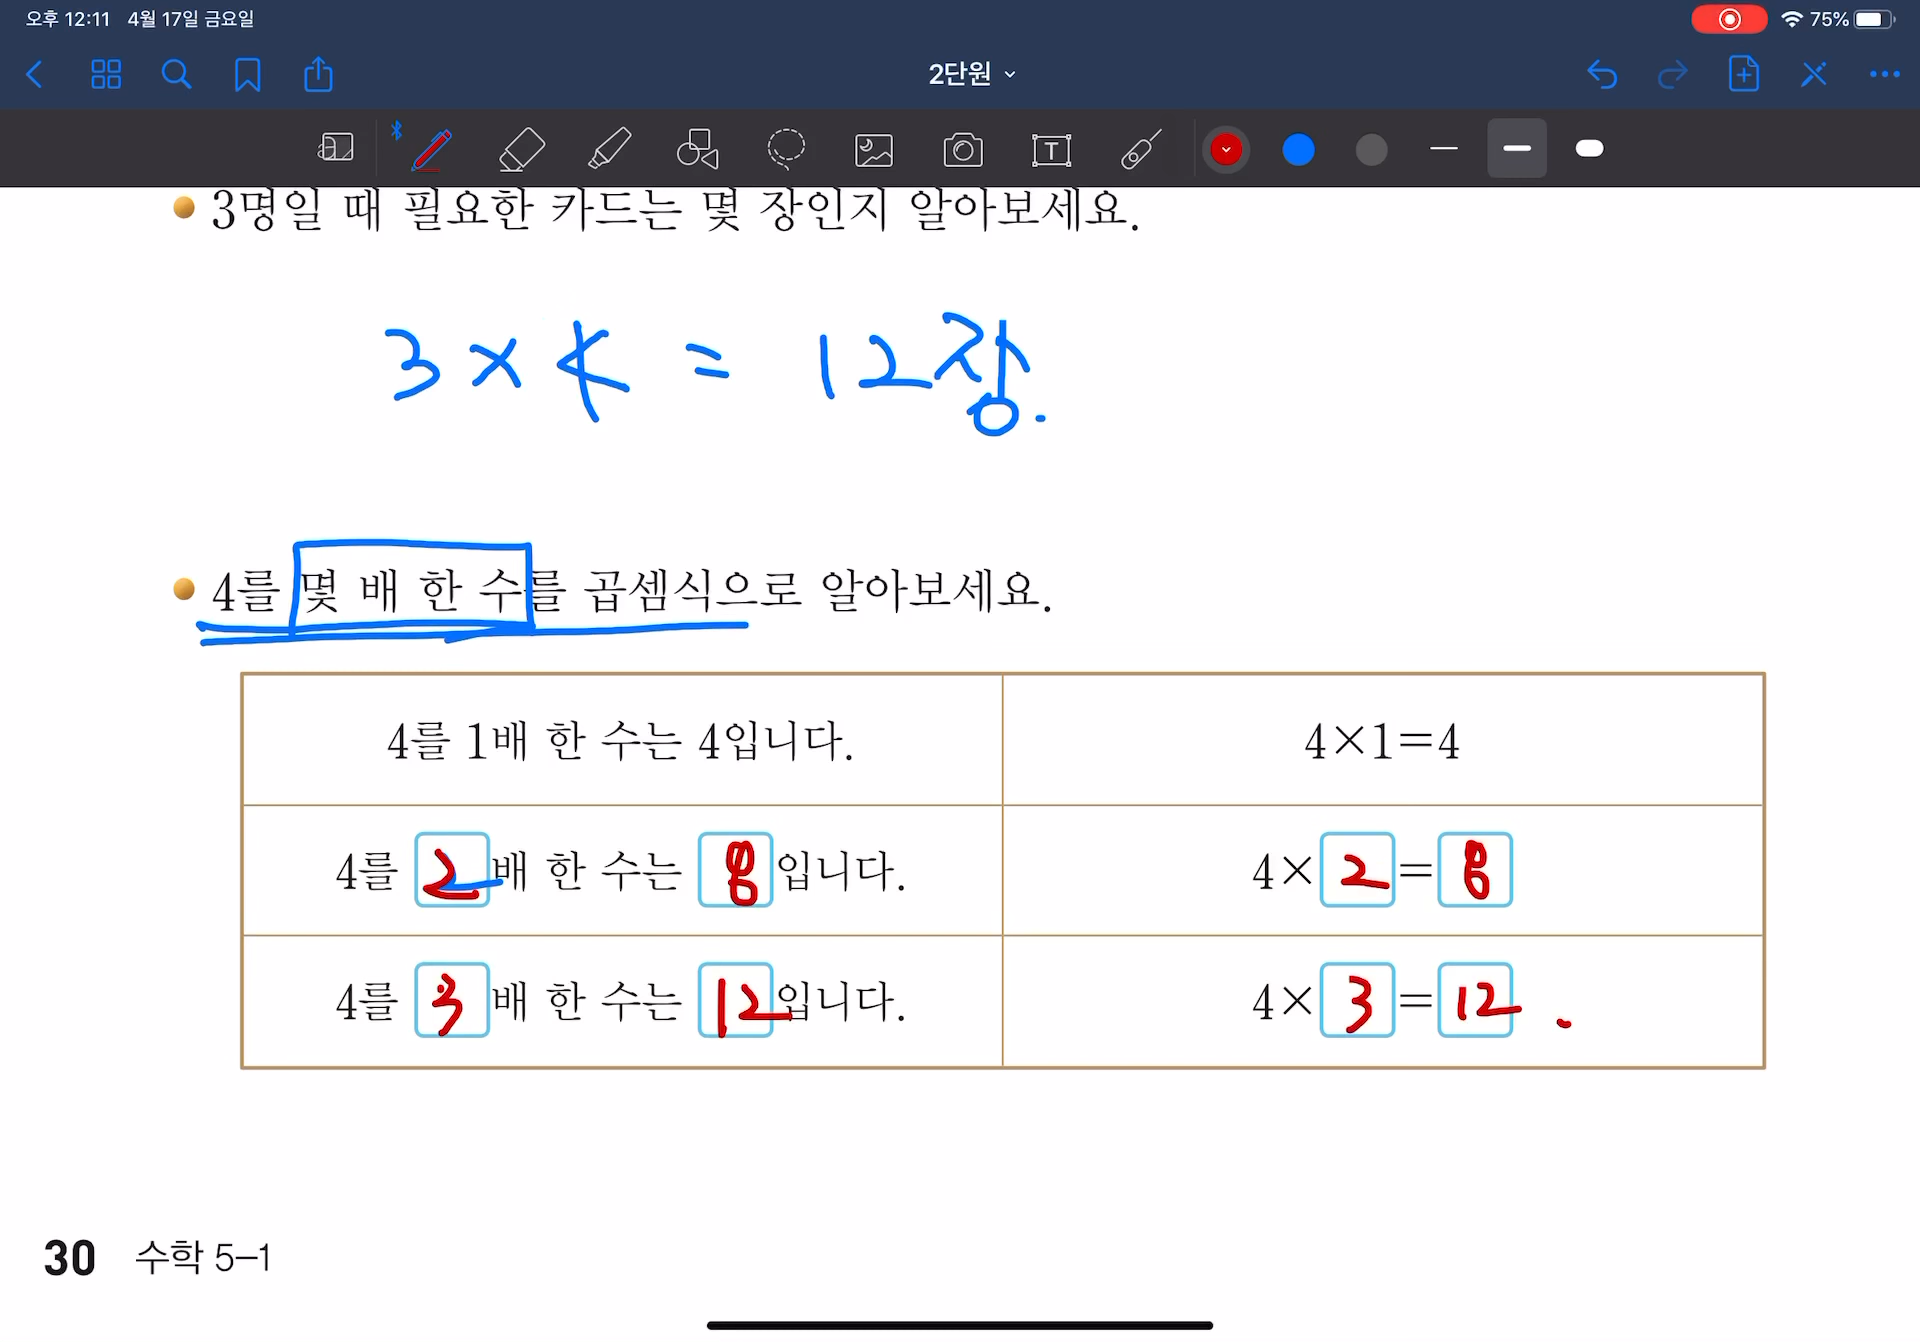 오후 12:11 4월 17일 금요일 75%
2단원
3명일 때 필요한 카드는 몇 장인지 알아보세요.
3 × 4 = 12장.
4를 몇 배 한 수를 곱셈식으로 알아보세요.
4를 1배 한 수는 4입니다. 4×1=4
4를 2배 한 수는 8입니다. 4×2=8
4를 3배 한 수는 12입니다. 4×3=12.
30 수학 5-1